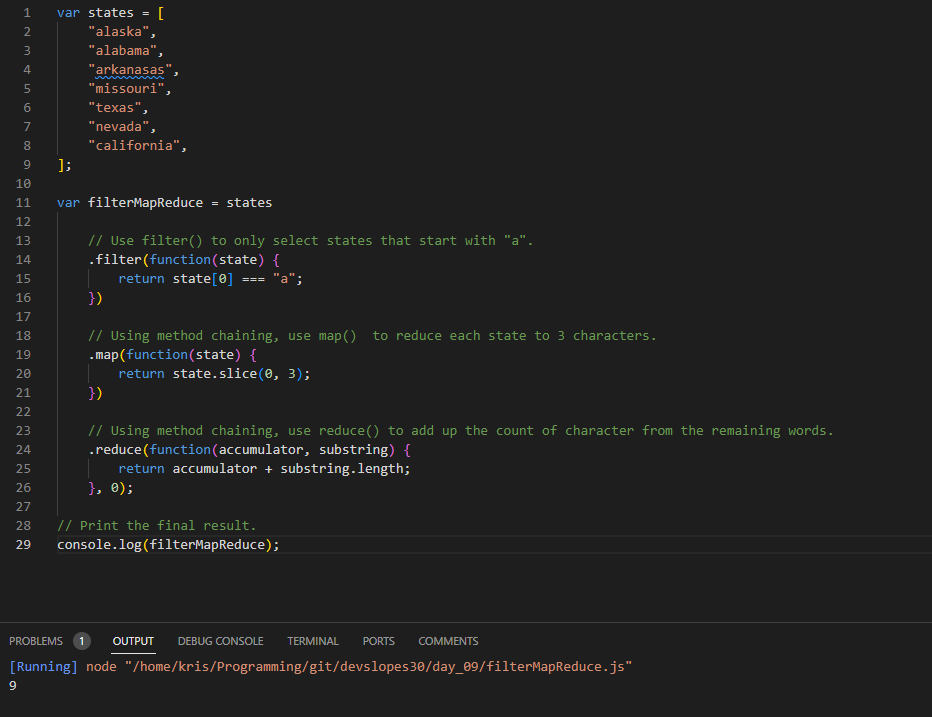 1 var states = [
2 "alaska",
3 "alabama",
4 "arkanasas",
5 "missouri",
6 "texas",
7 "nevada",
8 "california",
9 ];
10
11 var filterMapReduce = states
12
13 // Use filter() to only select states that start with "a".
14 .filter(function(state) {
15 return state[0] === "a";
16 })
17
18 // Using method chaining, use map()  to reduce each state to 3 characters.
19 .map(function(state) {
20 return state.slice(0, 3);
21 })
22
23 // Using method chaining, use reduce() to add up the count of character from the remaining words.
24 .reduce(function(accumulator, substring) {
25 return accumulator + substring.length;
26 }, 0);
27
28 // Print the final result.
29 console.log(filterMapReduce);
PROBLEMS 1 OUTPUT DEBUG CONSOLE TERMINAL PORTS COMMENTS
[Running] node "/home/kris/Programming/git/devslopes30/day_09/filterMapReduce.js"
9